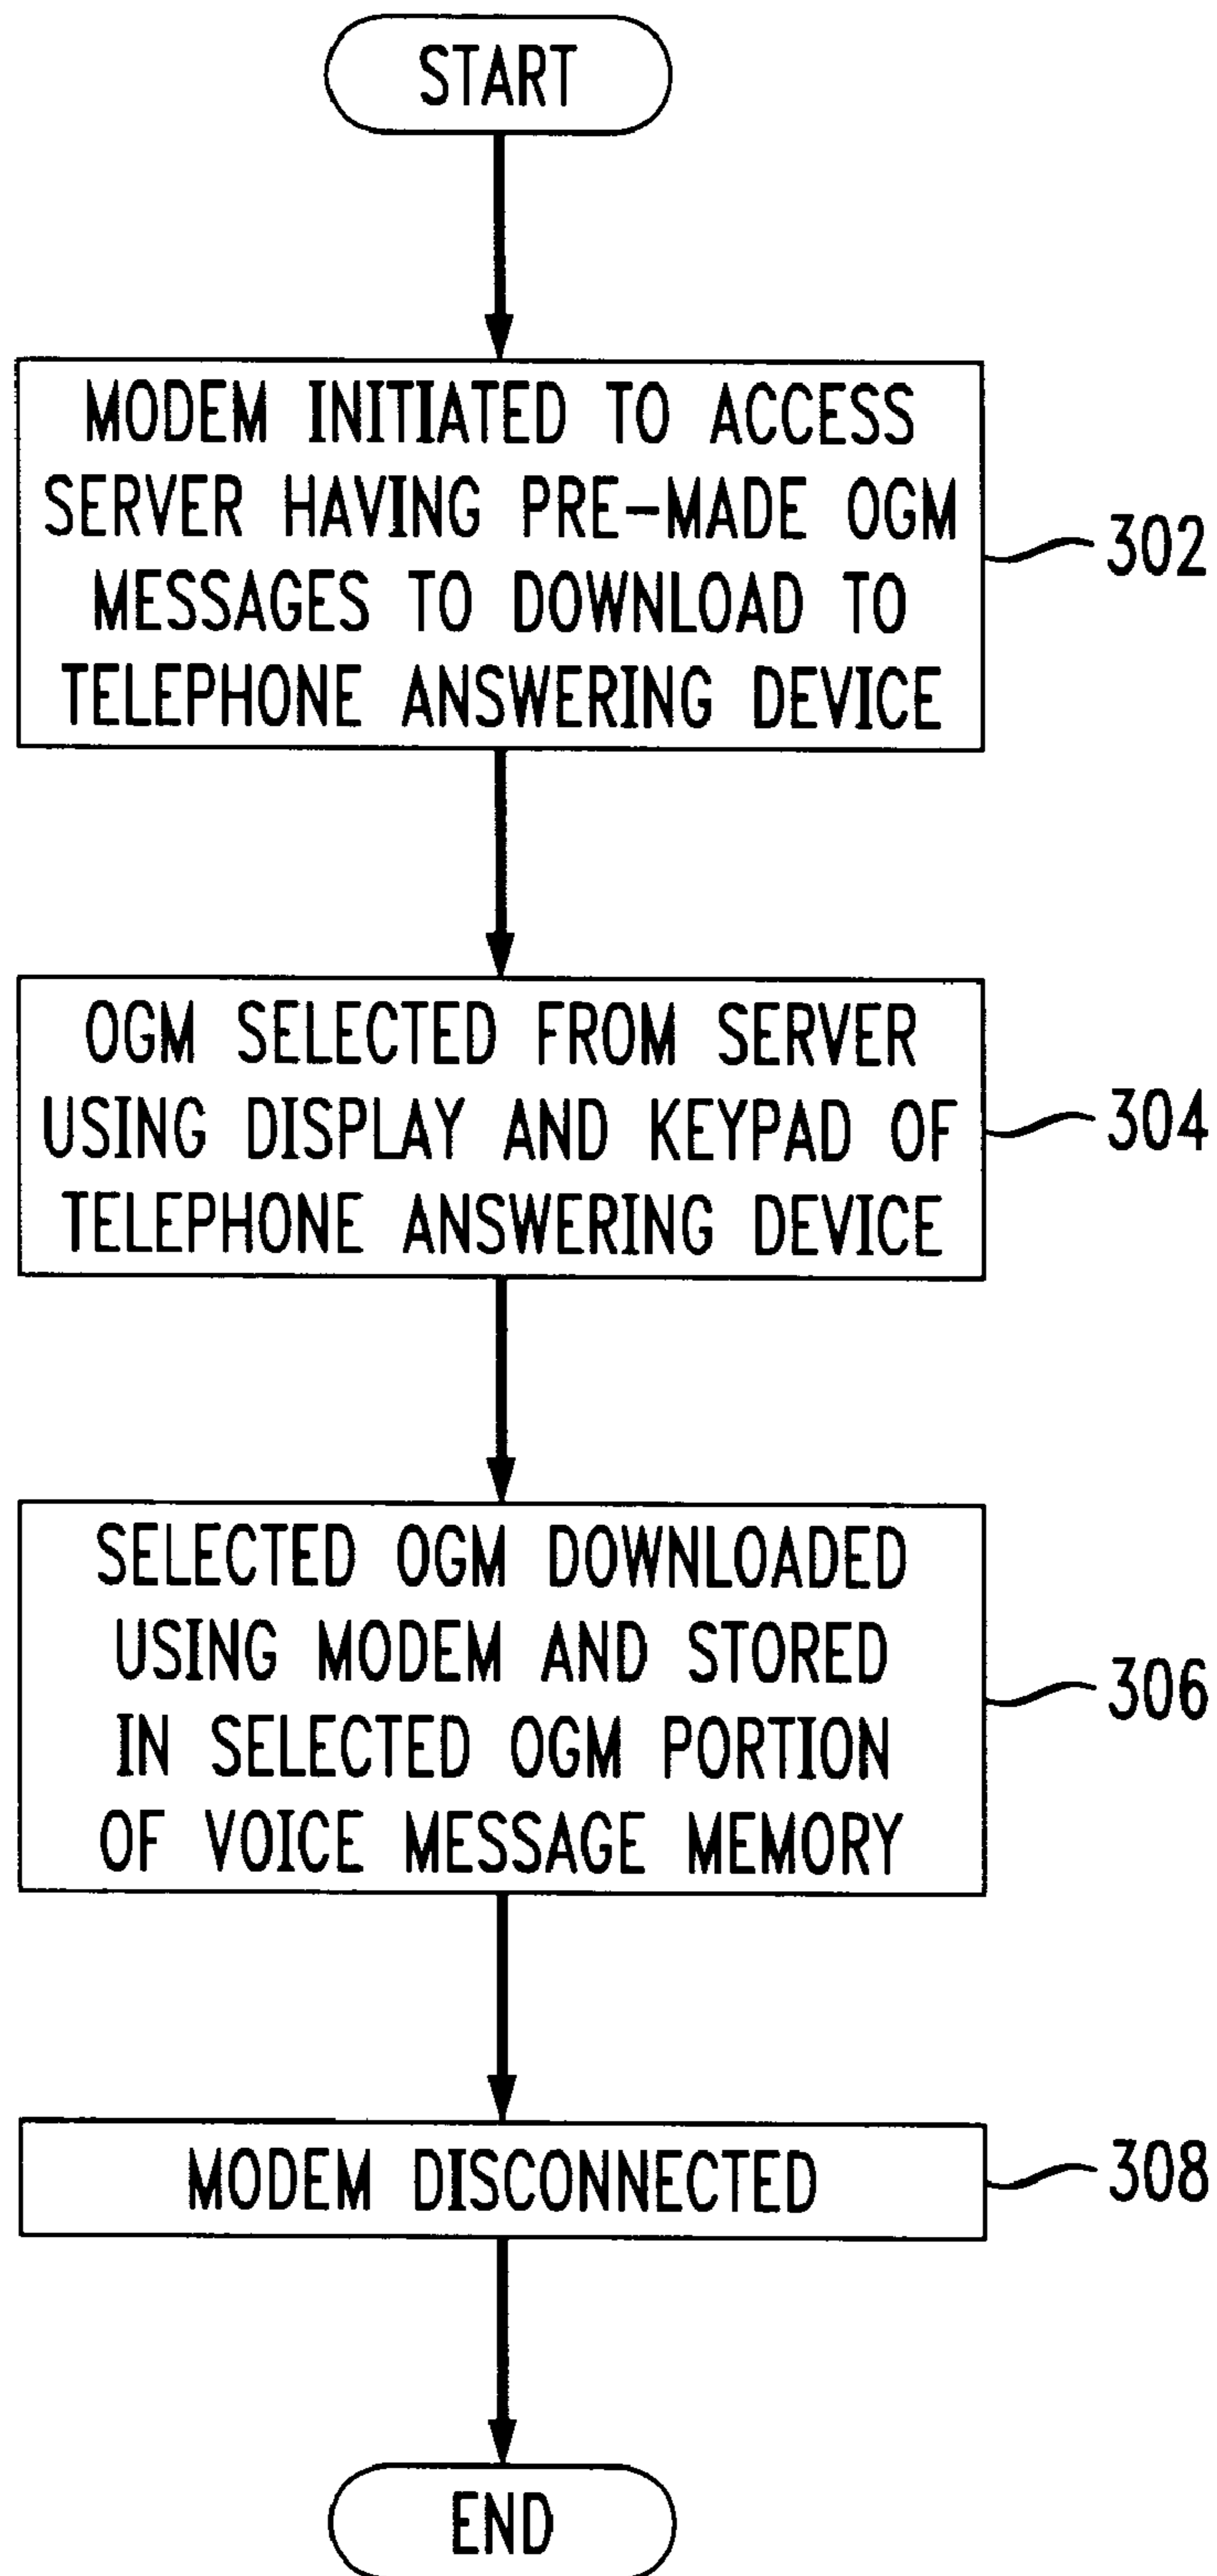 START
MODEM INITIATED TO ACCESS
SERVER HAVING PRE-MADE OGM
MESSAGES TO DOWNLOAD TO
TELEPHONE ANSWERING DEVICE
302
OGM SELECTED FROM SERVER
USING DISPLAY AND KEYPAD OF
TELEPHONE ANSWERING DEVICE
304
SELECTED OGM DOWNLOADED
USING MODEM AND STORED
IN SELECTED OGM PORTION
OF VOICE MESSAGE MEMORY
306
MODEM DISCONNECTED
308
END